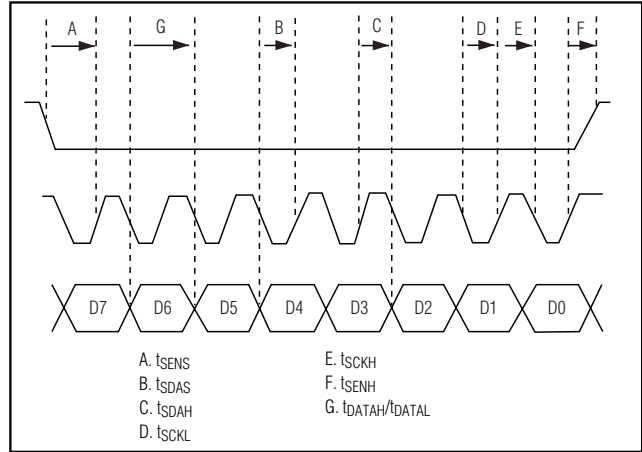 A G B C D E F
D7 D6 D5 D4 D3 D2 D1 D0
A. tSENS
B. tSDAS
C. tSDAH
D. tSCKL
E. tSCKH
F. tSENH
G. tDATAH/tDATAL